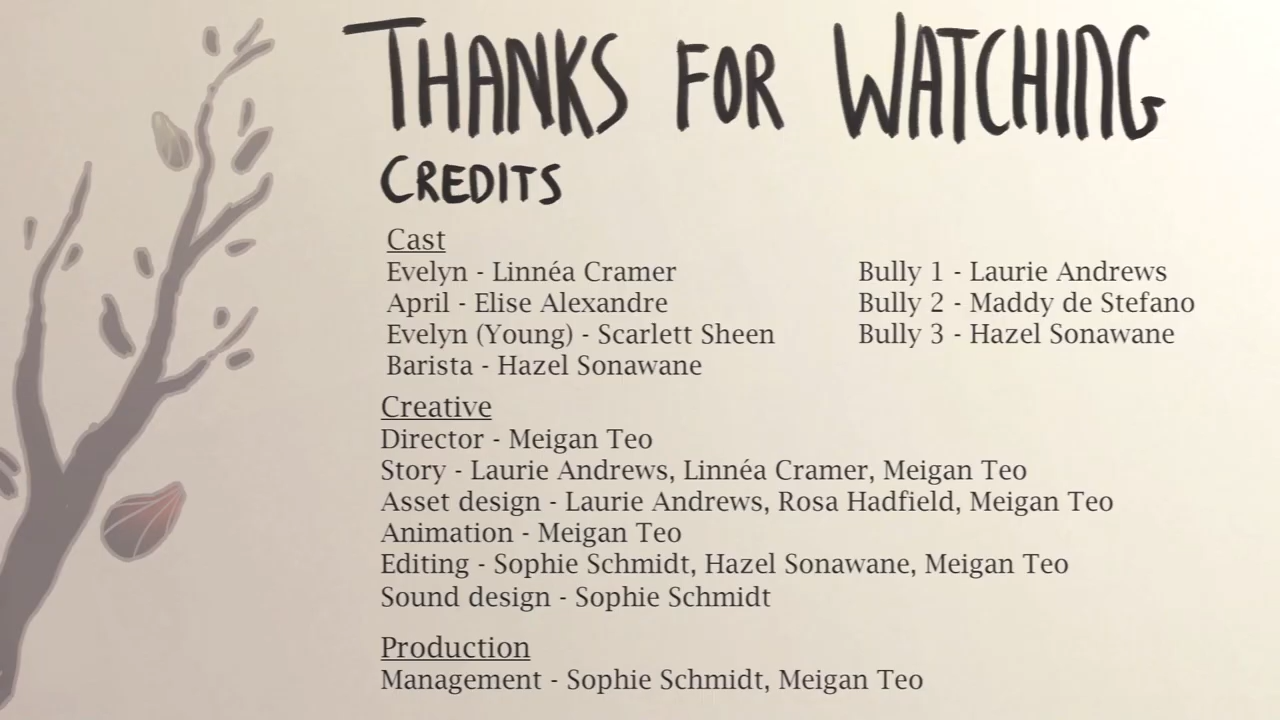 THANKS FOR WATCHING
CREDITS
Cast
Evelyn - Linnéa Cramer
April - Elise Alexandre
Evelyn (Young) - Scarlett Sheen
Barista - Hazel Sonawane
Bully 1 - Laurie Andrews
Bully 2 - Maddy de Stefano
Bully 3 - Hazel Sonawane
Creative
Director - Meigan Teo
Story - Laurie Andrews, Linnéa Cramer, Meigan Teo
Asset design - Laurie Andrews, Rosa Hadfield, Meigan Teo
Animation - Meigan Teo
Editing - Sophie Schmidt, Hazel Sonawane, Meigan Teo
Sound design - Sophie Schmidt
Production
Management - Sophie Schmidt, Meigan Teo